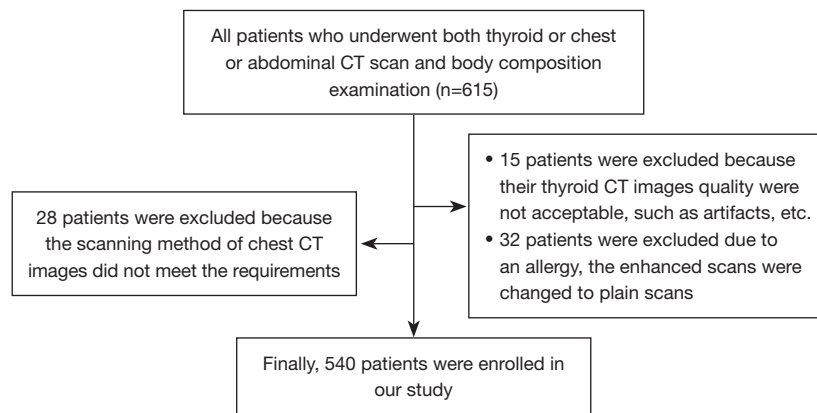 All patients who underwent both thyroid or chest
or abdominal CT scan and body composition
examination (n=615)
• 15 patients were excluded because
their thyroid CT images quality were
not acceptable, such as artifacts, etc.
• 32 patients were excluded due to
an allergy, the enhanced scans were
changed to plain scans
28 patients were excluded because
the scanning method of chest CT
images did not meet the requirements
Finally, 540 patients were enrolled in
our study